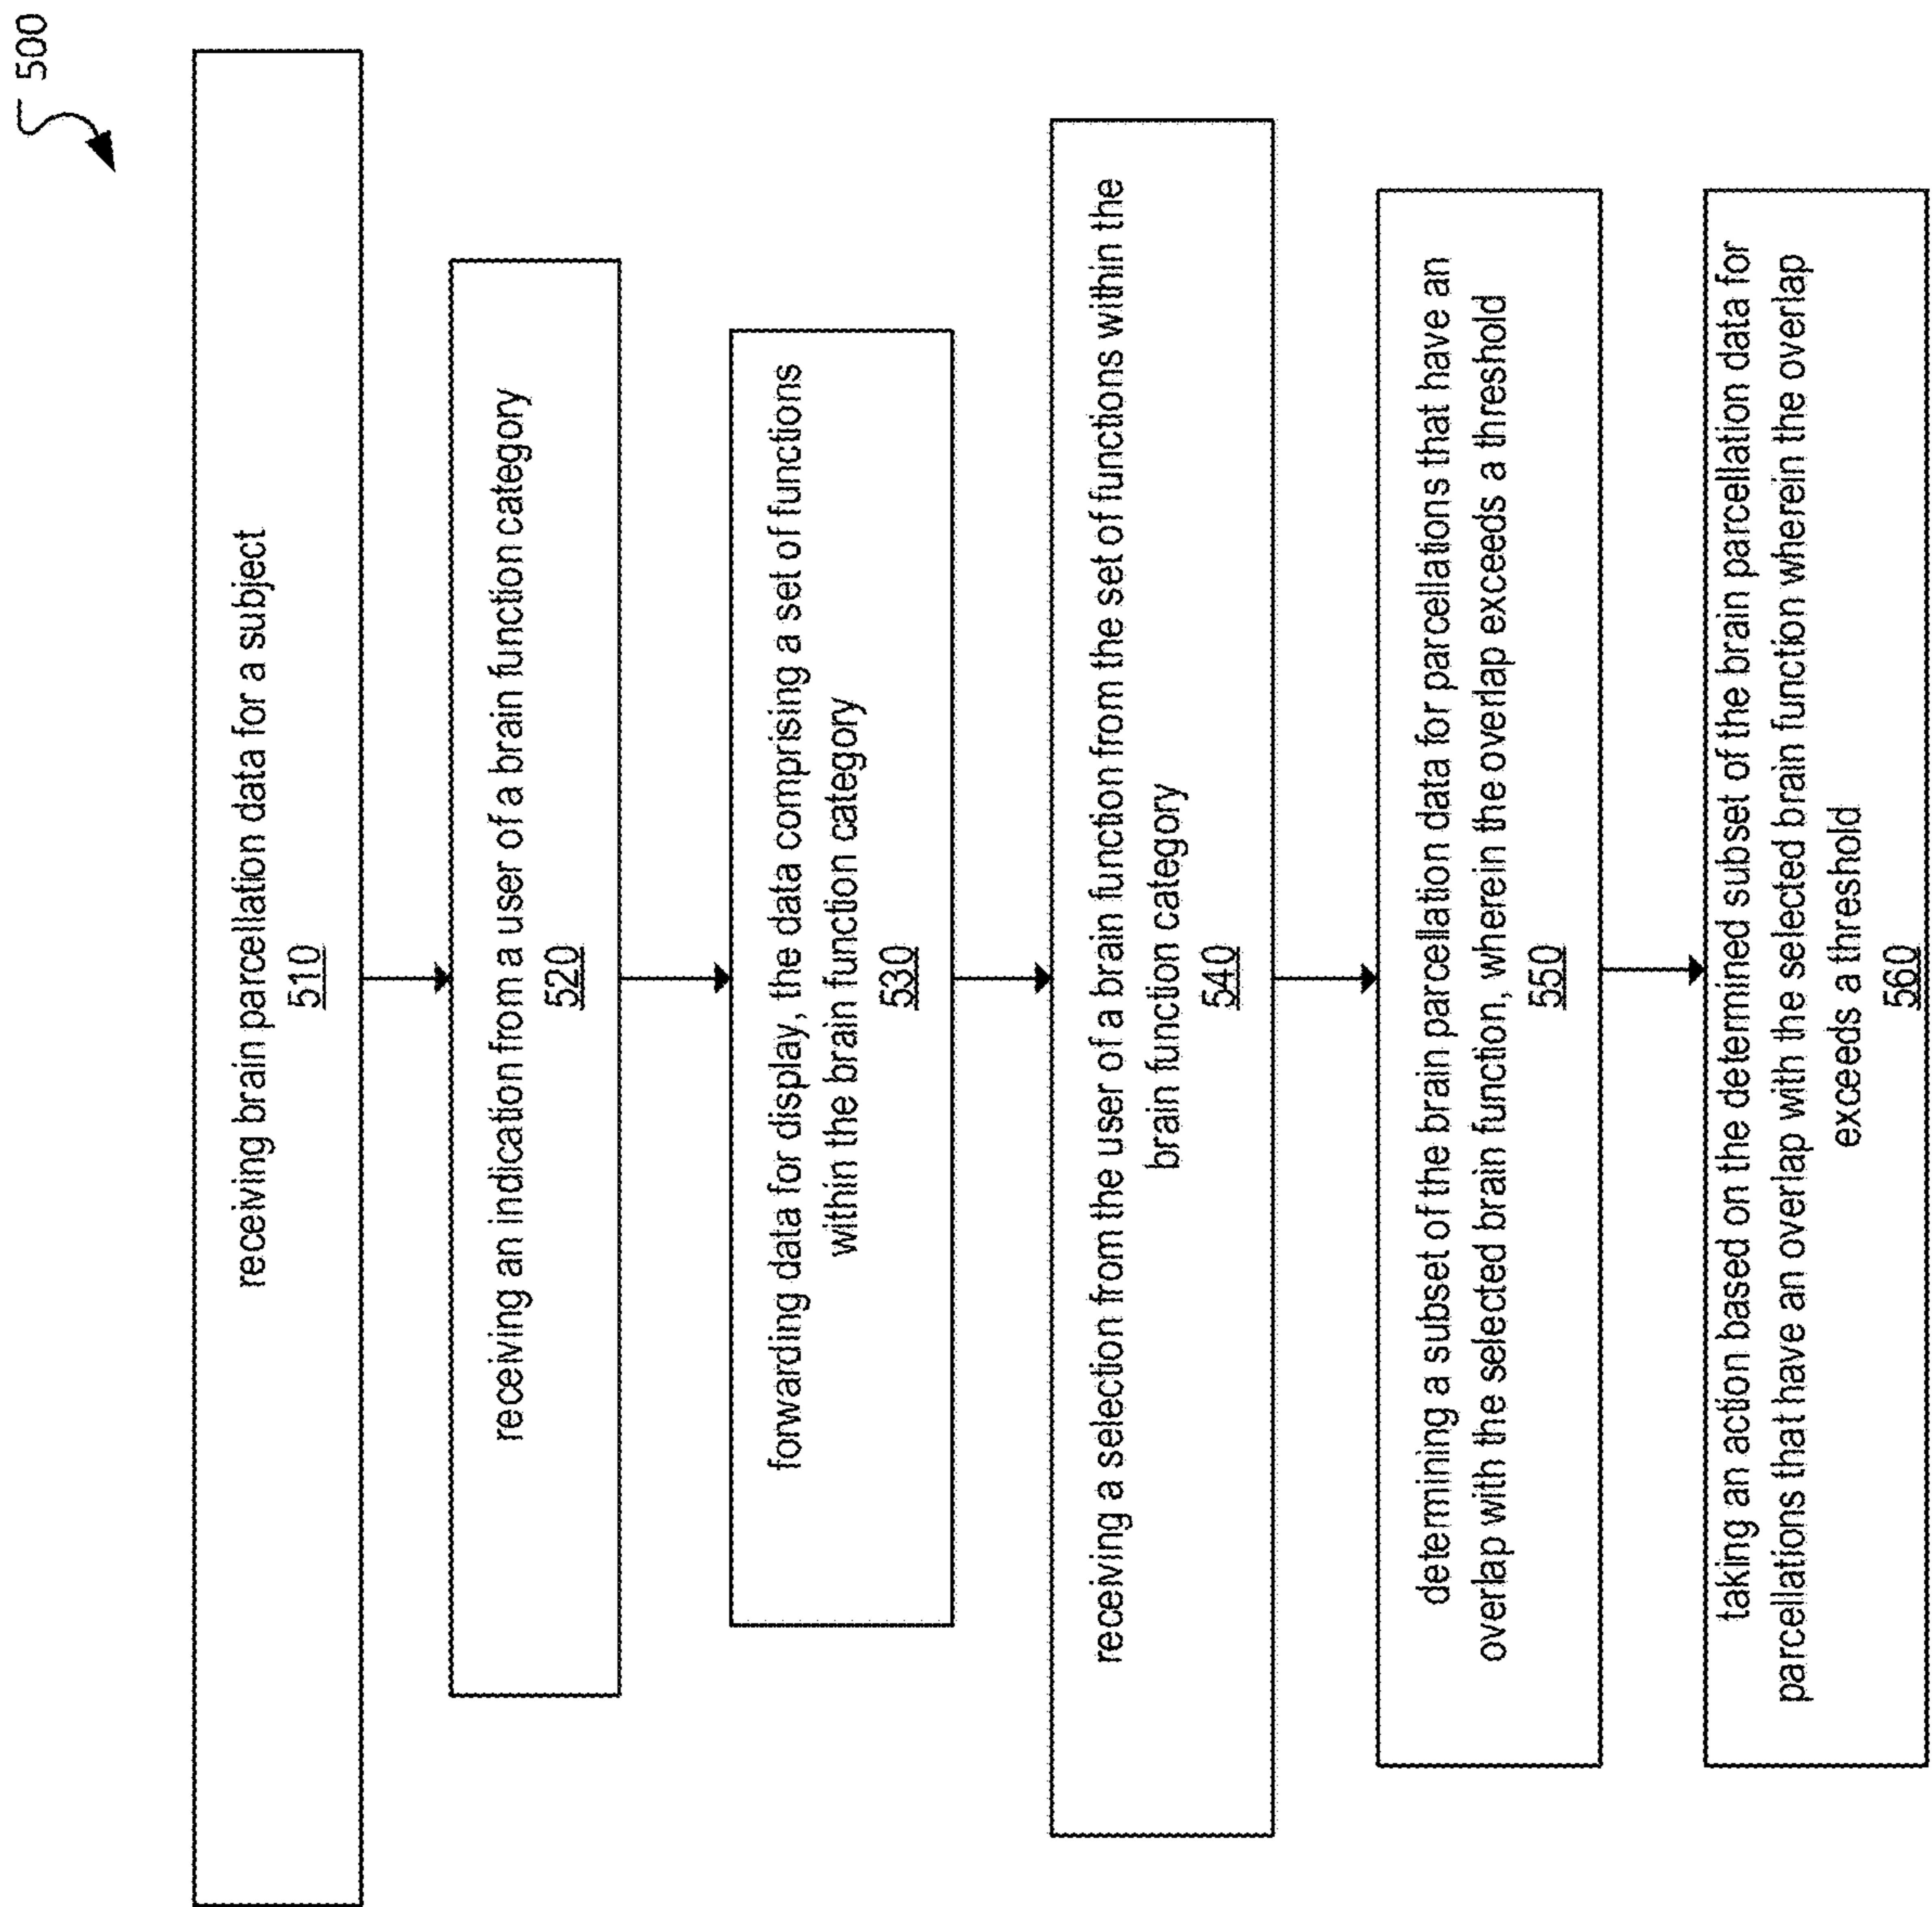 500
receiving brain parcellation data for a subject
510
receiving an indication from a user of a brain function category
520
forwarding data for display, the data comprising a set of functions
within the brain function category
530
receiving a selection from the user of a brain function from the set of functions within the
brain function category
540
determining a subset of the brain parcellation data for parcellations that have an
overlap with the selected brain function, wherein the overlap exceeds a threshold
550
taking an action based on the determined subset of the brain parcellation data for
parcellations that have an overlap with the selected brain function wherein the overlap
exceeds a threshold
560